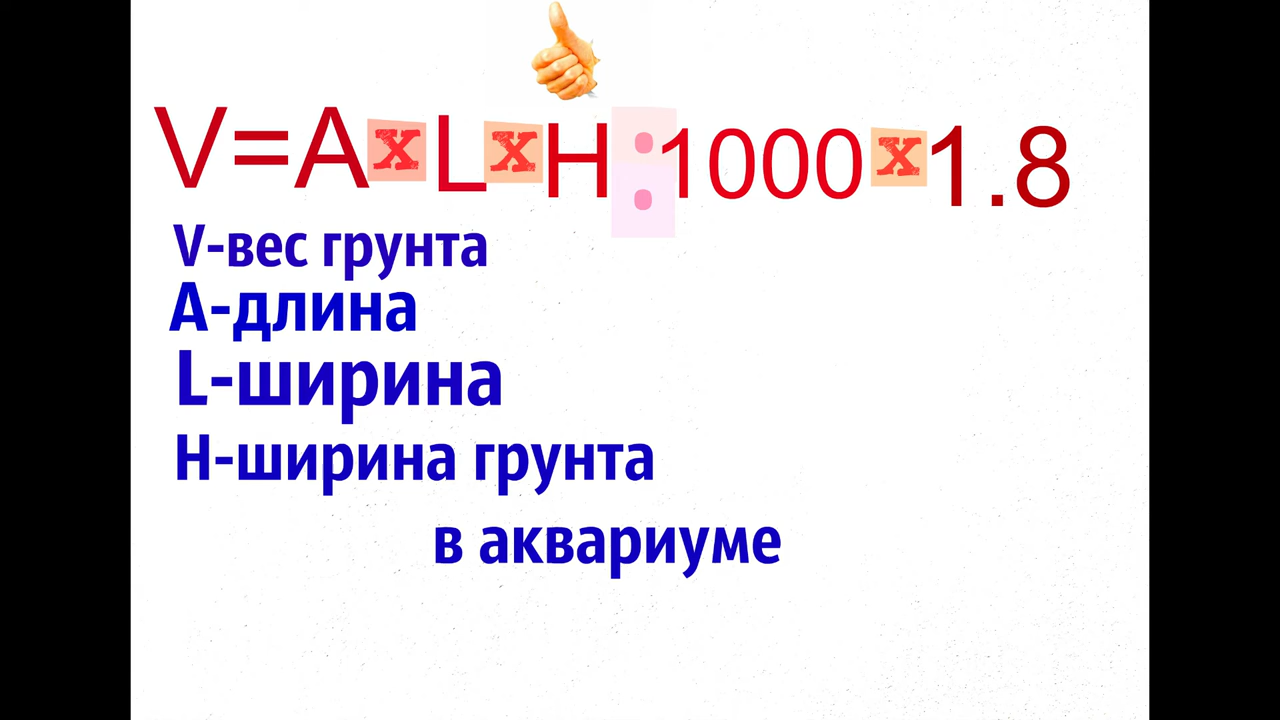 V=AxLxH:1000x1.8
V-вес грунта
A-длина
L-ширина
H-ширина грунта
в аквариуме